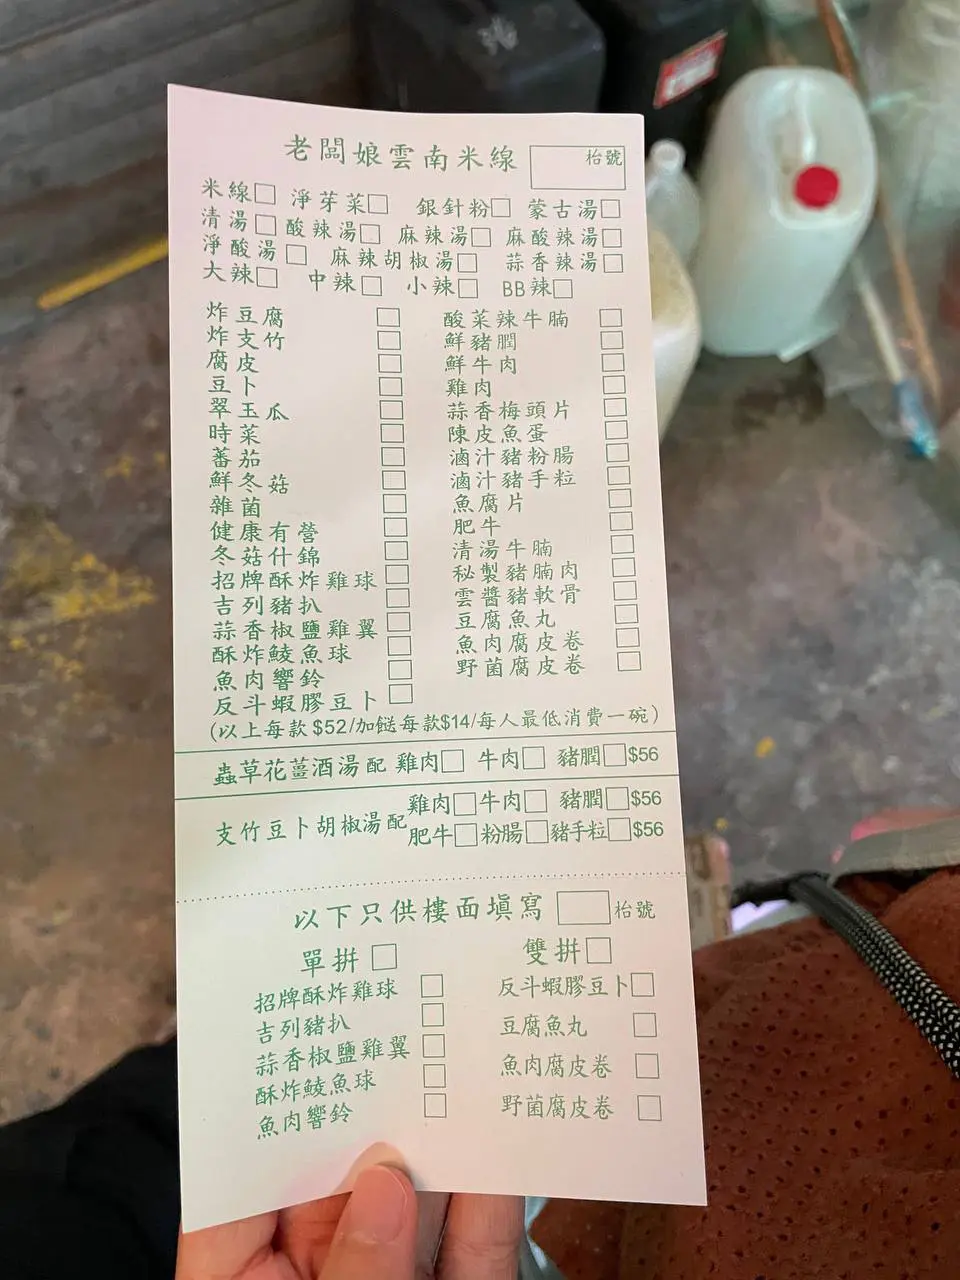 老闆娘雲南米線 枱號
米線□ 淨芽菜□ 銀針粉□ 蒙古湯□
清湯□ 酸辣湯□ 麻辣湯□ 麻酸辣湯□
淨酸湯□ 麻辣胡椒湯□ 蒜香辣湯□
大辣□ 中辣□ 小辣□ BB辣□
炸豆腐□
炸支竹□
腐皮□
豆卜□
翠玉瓜□
時菜□
蕃茄□
鮮冬菇□
雜菌□
健康有營□
冬菇什錦□
招牌酥炸雞球□
吉列豬扒□
蒜香椒鹽雞翼□
酥炸鯪魚球□
魚肉響鈴□
反斗蝦膠豆卜□
酸菜辣牛腩□
鮮豬膶□
鮮牛肉□
雞肉□
蒜香梅頭片□
陳皮魚蛋□
滷汁豬粉腸□
滷汁豬手粒□
魚腐片□
肥牛□
清湯牛腩□
秘製豬腩肉□
雲醬豬軟骨□
豆腐魚丸□
魚肉腐皮卷□
野菌腐皮卷□
(以上每款$52/加餸每款$14/每人最低消費一碗)
蟲草花薑酒湯配 雞肉□ 牛肉□ 豬膶□$56
支竹豆卜胡椒湯配 雞肉□牛肉□ 豬膶□$56
肥牛□粉腸□豬手粒□$56
以下只供樓面填寫 □枱號
單拼□ 雙拼□
招牌酥炸雞球□
吉列豬扒□
蒜香椒鹽雞翼□
酥炸鯪魚球□
魚肉響鈴□
反斗蝦膠豆卜□
豆腐魚丸□
魚肉腐皮卷□
野菌腐皮卷□